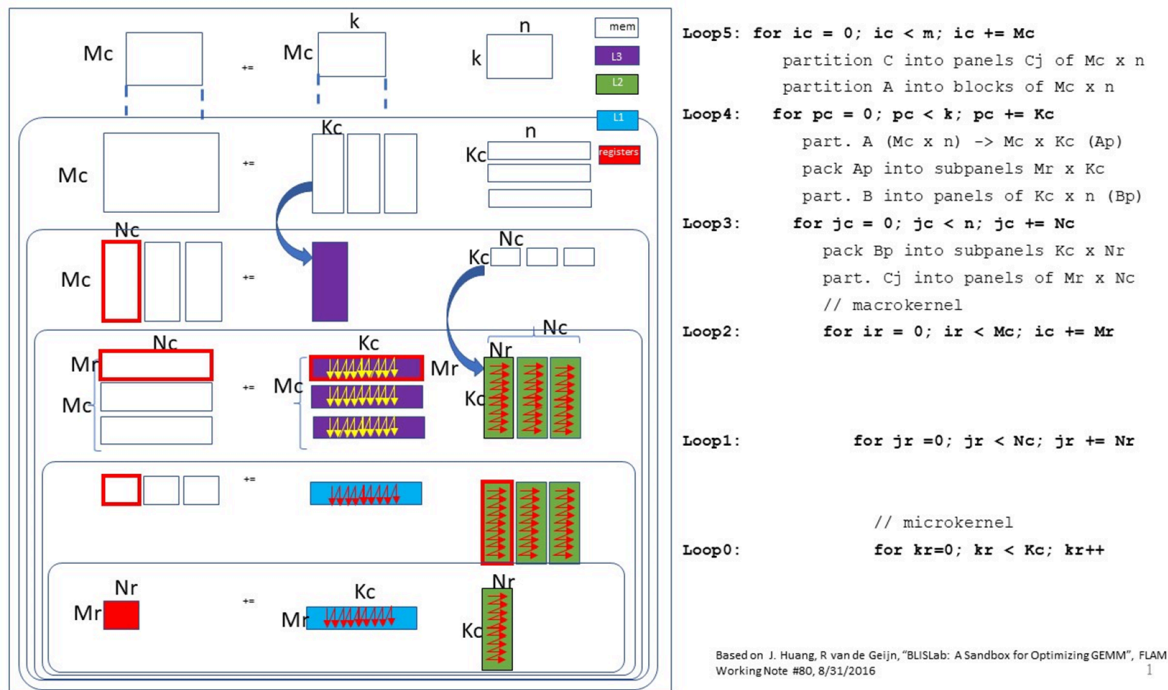 k
n
mem
Mc
Mc
k
+=
L3
L2
L1
registers
Kc
n
Mc
+=
Kc
Nc
Nc
Kc
Mc
+=
Nc
Nc
Kc
Nr
Mr
+=
Mr
Mc
Mc
Kc
+=
Nr
Nr
Kc
Mr
+=
Mr
Kc
Loop5: for ic = 0; ic < m; ic += Mc
partition C into panels Cj of Mc x n
partition A into blocks of Mc x n
Loop4: for pc = 0; pc < k; pc += Kc
part. A (Mc x n) -> Mc x Kc (Ap)
pack Ap into subpanels Mr x Kc
part. B into panels of Kc x n (Bp)
Loop3: for jc = 0; jc < n; jc += Nc
pack Bp into subpanels Kc x Nr
part. Cj into panels of Mr x Nc
// macrokernel
Loop2: for ir = 0; ir < Mc; ic += Mr
Loop1: for jr =0; jr < Nc; jr += Nr
// microkernel
Loop0: for kr=0; kr < Kc; kr++
Based on J. Huang, R van de Geijn, “BLISLab: A Sandbox for Optimizing GEMM”, FLAM
Working Note #80, 8/31/2016
1